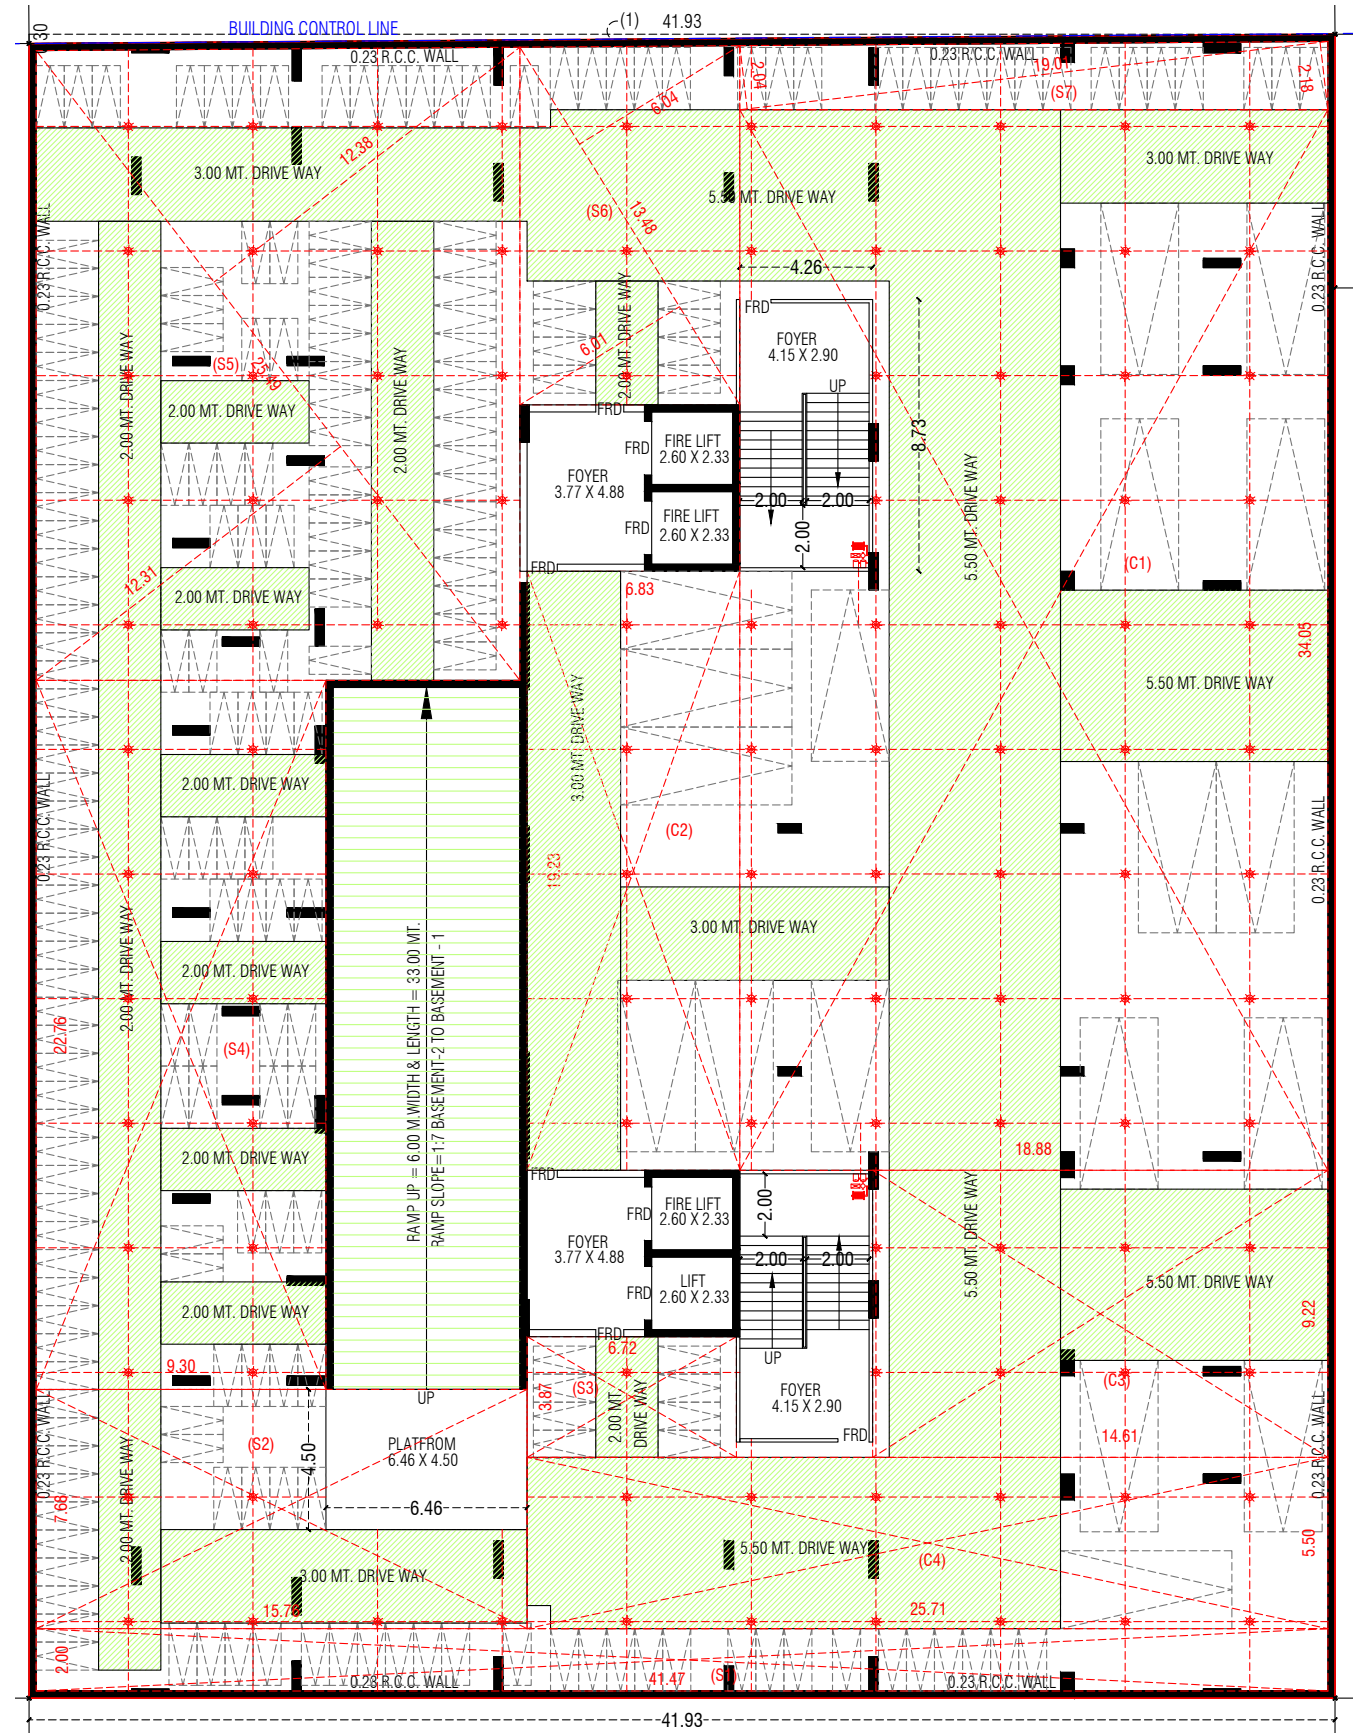 BUILDING CONTROL LINE
(1)
41.93
0.23 R.C.C. WALL
0.23 R.C.C. WALL
19.01
2.04
2.18
(S7)
6.04
12.38
3.00 MT. DRIVE WAY
3.00 MT. DRIVE WAY
5.50 MT. DRIVE WAY
(S6)
13.48
0.23 R.C.C. WALL
0.23 R.C.C. WALL
4.26
FRD
FOYER
4.15 X 2.90
UP
2.00 MT. DRIVE WAY
6.01
2.00 MT. DRIVE WAY
(S5)
2.00 MT. DRIVE WAY
2.00 MT. DRIVE WAY
FRD
FRD
FIRE LIFT
2.60 X 2.33
FOYER
3.77 X 4.88
8.73
5.50 MT. DRIVE WAY
2.00
2.00
FRD
FIRE LIFT
2.60 X 2.33
2.00
FRD
(C1)
12.31
2.00 MT. DRIVE WAY
6.83
34.05
5.50 MT. DRIVE WAY
3.00 MT. DRIVE WAY
2.00 MT. DRIVE WAY
0.23 R.C.C. WALL
0.23 R.C.C. WALL
(C2)
19.23
3.00 MT. DRIVE WAY
2.00 MT. DRIVE WAY
2.00 MT. DRIVE WAY
RAMP UP = 6.00 M.WIDTH & LENGTH = 33.00 MT.
RAMP SLOPE=1:7 BASEMENT-2 TO BASEMENT - 1
22.76
(S4)
2.00 MT. DRIVE WAY
18.88
FRD
FRD
FIRE LIFT
2.60 X 2.33
2.00
5.50 MT. DRIVE WAY
FOYER
3.77 X 4.88
2.00
2.00
FRD
LIFT
2.60 X 2.33
5.50 MT. DRIVE WAY
2.00 MT. DRIVE WAY
9.22
FRD
6.72
UP
9.30
(S3)
3.87
2.00 MT.
DRIVE WAY
FOYER
4.15 X 2.90
FRD
(C3)
14.61
UP
PLATFROM
6.46 X 4.50
4.50
(S2)
0.23 R.C.C. WALL
0.23 R.C.C. WALL
2.00 MT. DRIVE WAY
7.68
6.46
5.50 MT. DRIVE WAY
(C4)
5.50
3.00 MT. DRIVE WAY
25.71
2.00
0.23 R.C.C. WALL
41.47
0.23 R.C.C. WALL
41.93